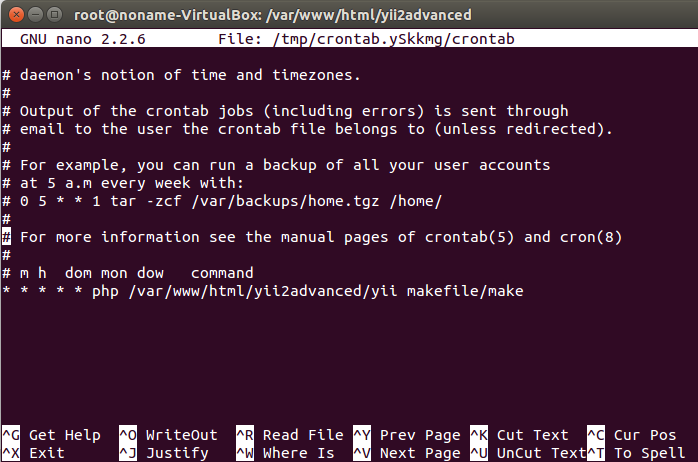 root@noname-VirtualBox: /var/www/html/yii2advanced
GNU nano 2.2.6 File: /tmp/crontab.ySkkmg/crontab
# daemon's notion of time and timezones.
#
# Output of the crontab jobs (including errors) is sent through
# email to the user the crontab file belongs to (unless redirected).
#
# For example, you can run a backup of all your user accounts
# at 5 a.m every week with:
# 0 5 * * 1 tar -zcf /var/backups/home.tgz /home/
#
# For more information see the manual pages of crontab(5) and cron(8)
#
# m h  dom mon dow   command
* * * * * php /var/www/html/yii2advanced/yii makefile/make
^G Get Help ^O WriteOut ^R Read File ^Y Prev Page ^K Cut Text ^C Cur Pos
^X Exit ^J Justify ^W Where Is ^V Next Page ^U UnCut Text ^T To Spell